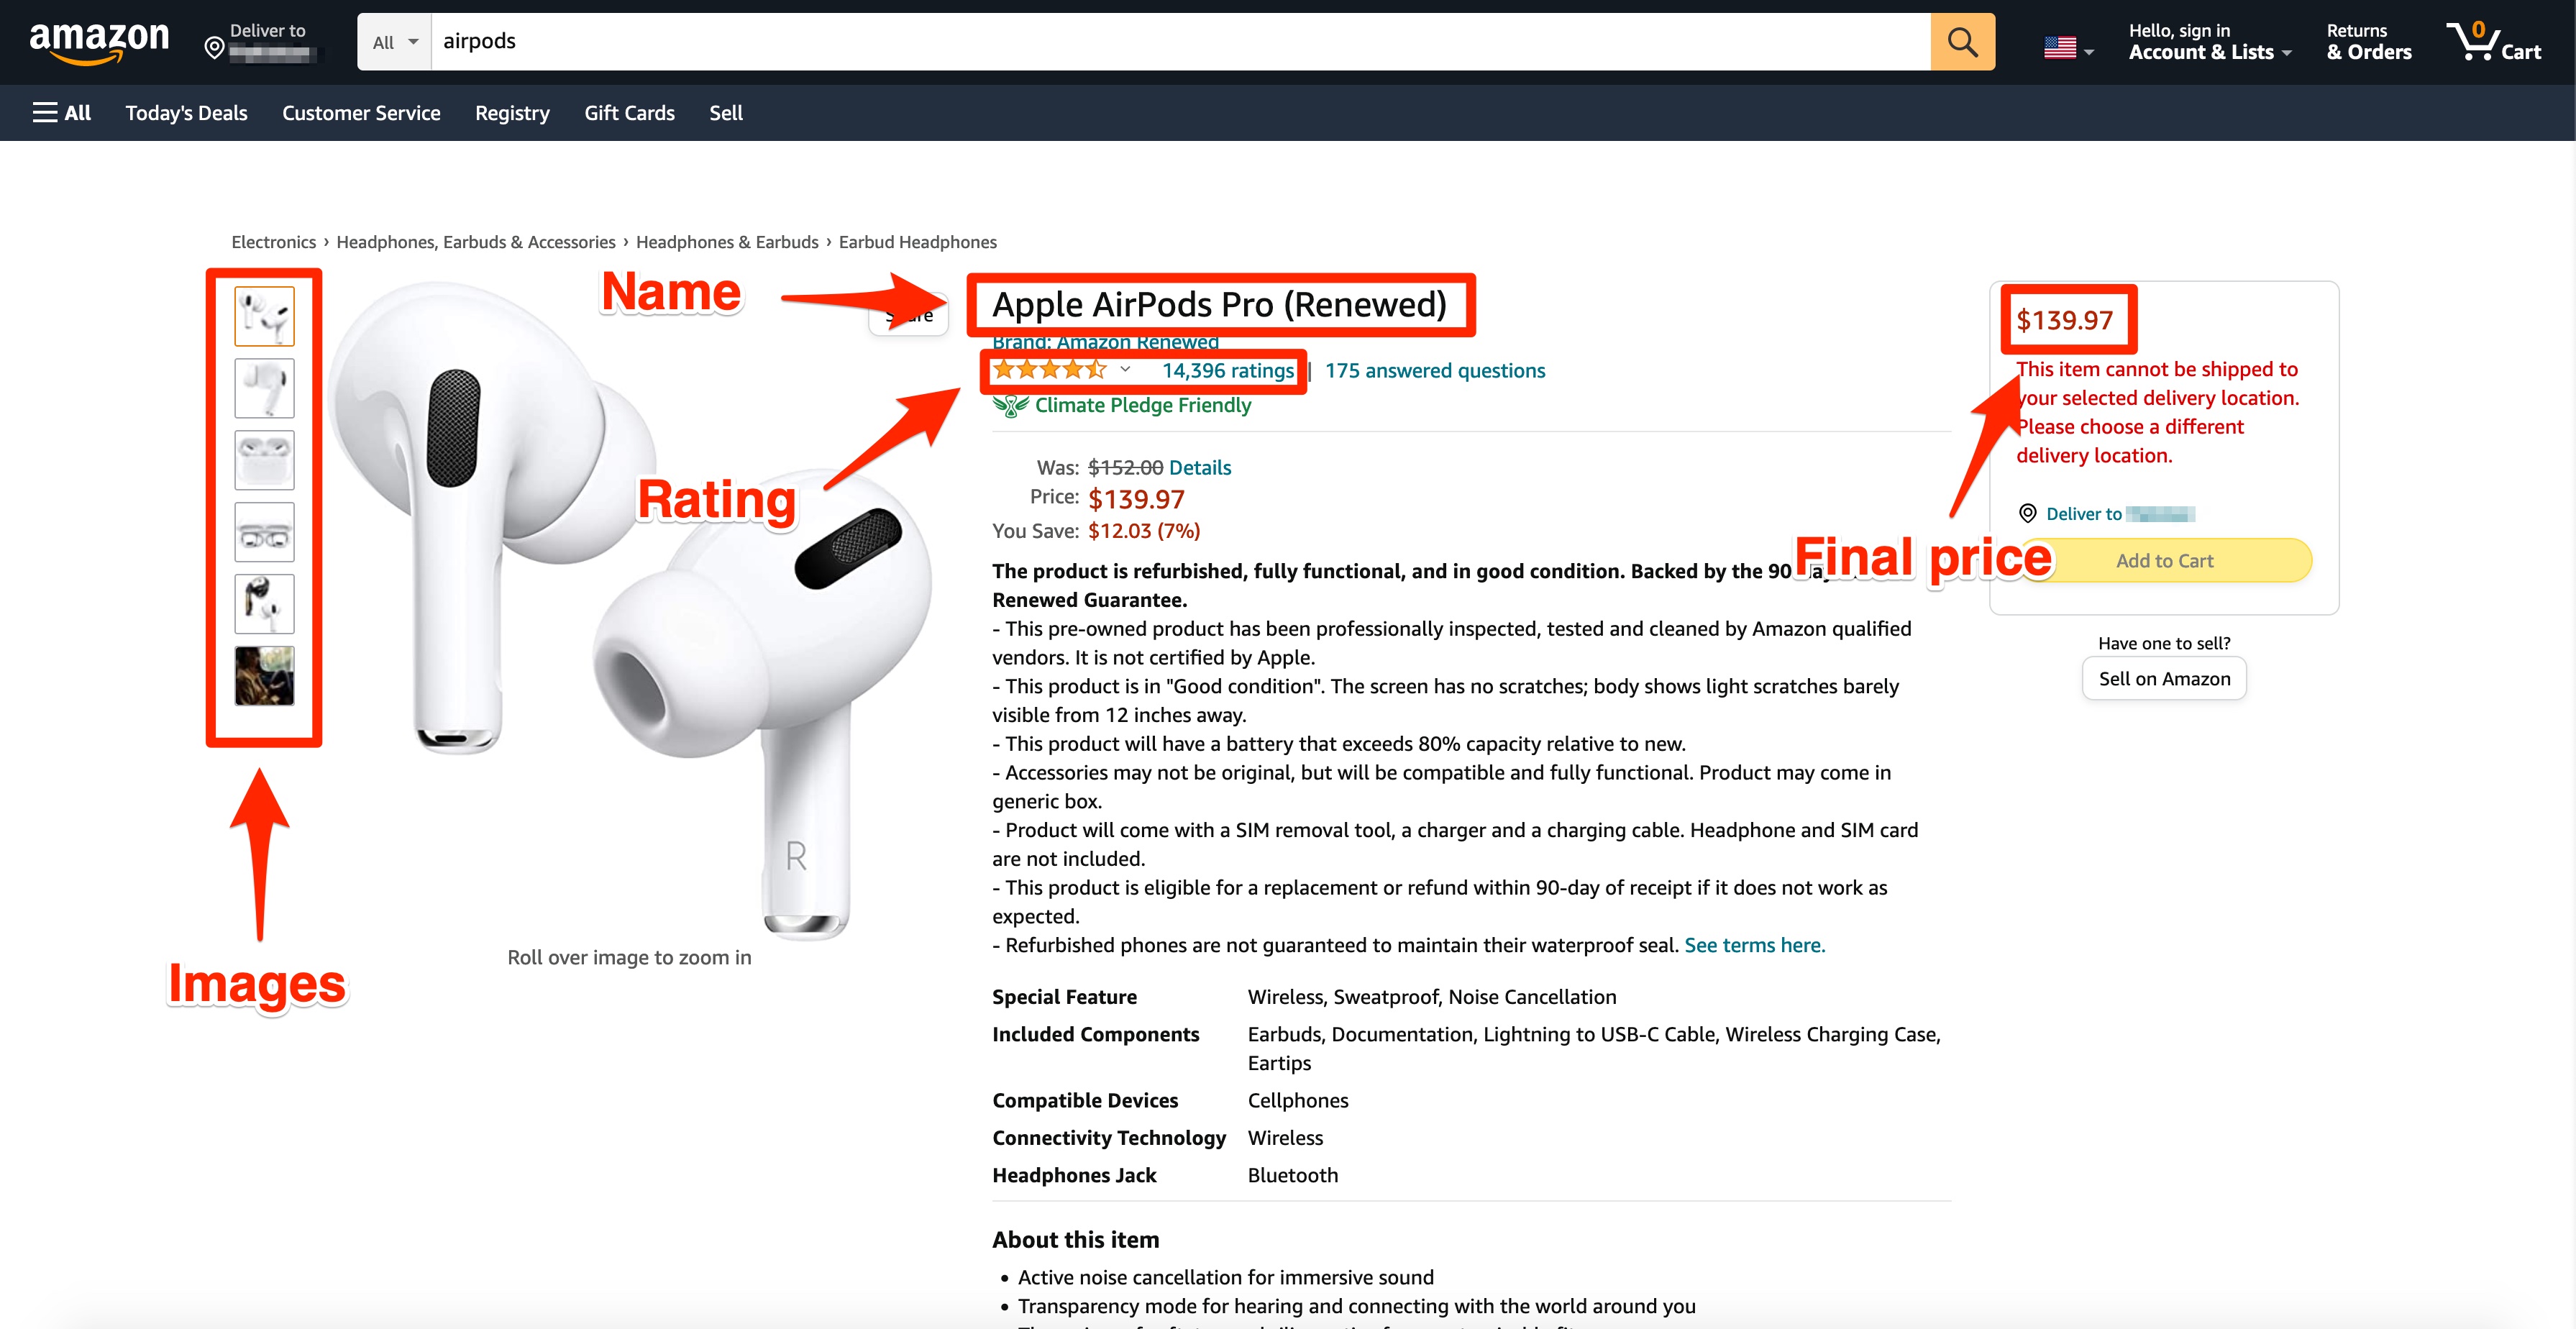 amazon
Deliver to
All
airpods
Hello, sign in
Account & Lists
Returns
& Orders
0
Cart
All
Today's Deals
Customer Service
Registry
Gift Cards
Sell
Electronics › Headphones, Earbuds & Accessories › Headphones & Earbuds › Earbud Headphones
Name
Apple AirPods Pro (Renewed)
Brand: Amazon Renewed
14,396 ratings | 175 answered questions
Climate Pledge Friendly
Rating
Was: $152.00 Details
Price: $139.97
You Save: $12.03 (7%)
The product is refurbished, fully functional, and in good condition. Backed by the 90
Renewed Guarantee.
- This pre-owned product has been professionally inspected, tested and cleaned by Amazon qualified
vendors. It is not certified by Apple.
- This product is in "Good condition". The screen has no scratches; body shows light scratches barely
visible from 12 inches away.
- This product will have a battery that exceeds 80% capacity relative to new.
- Accessories may not be original, but will be compatible and fully functional. Product may come in
generic box.
- Product will come with a SIM removal tool, a charger and a charging cable. Headphone and SIM card
are not included.
- This product is eligible for a replacement or refund within 90-day of receipt if it does not work as
expected.
- Refurbished phones are not guaranteed to maintain their waterproof seal. See terms here.
R
Roll over image to zoom in
Images
Special Feature Wireless, Sweatproof, Noise Cancellation
Included Components Earbuds, Documentation, Lightning to USB-C Cable, Wireless Charging Case,
Eartips
Compatible Devices Cellphones
Connectivity Technology Wireless
Headphones Jack Bluetooth
About this item
• Active noise cancellation for immersive sound
• Transparency mode for hearing and connecting with the world around you
$139.97
This item cannot be shipped to
your selected delivery location.
Please choose a different
delivery location.
Deliver to
Final price
Add to Cart
Have one to sell?
Sell on Amazon